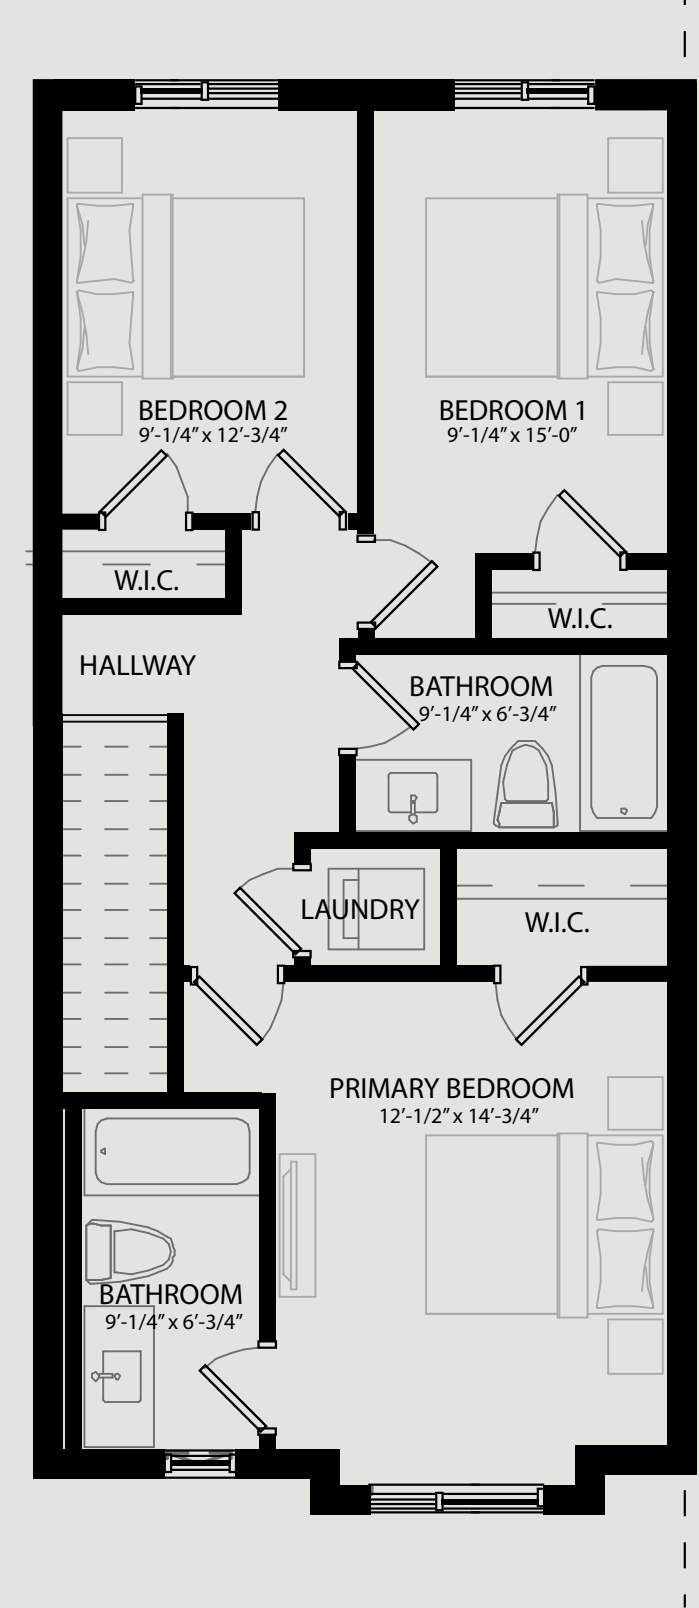 BEDROOM 2
9’-1/4” x 12’-3/4”
BEDROOM 1
9’-1/4” x 15’-0”
W.I.C.
W.I.C.
HALLWAY
BATHROOM
9’-1/4” x 6’-3/4”
LAUNDRY
W.I.C.
PRIMARY BEDROOM
12’-1/2” x 14’-3/4”
BATHROOM
9’-1/4” x 6’-3/4”